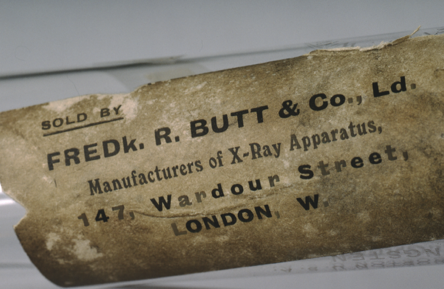 SOLD BY
FREDK. R. BUTT & Co., Ld.
Manufacturers of X-Ray Apparatus,
147, Wardour Street,
LONDON, W.